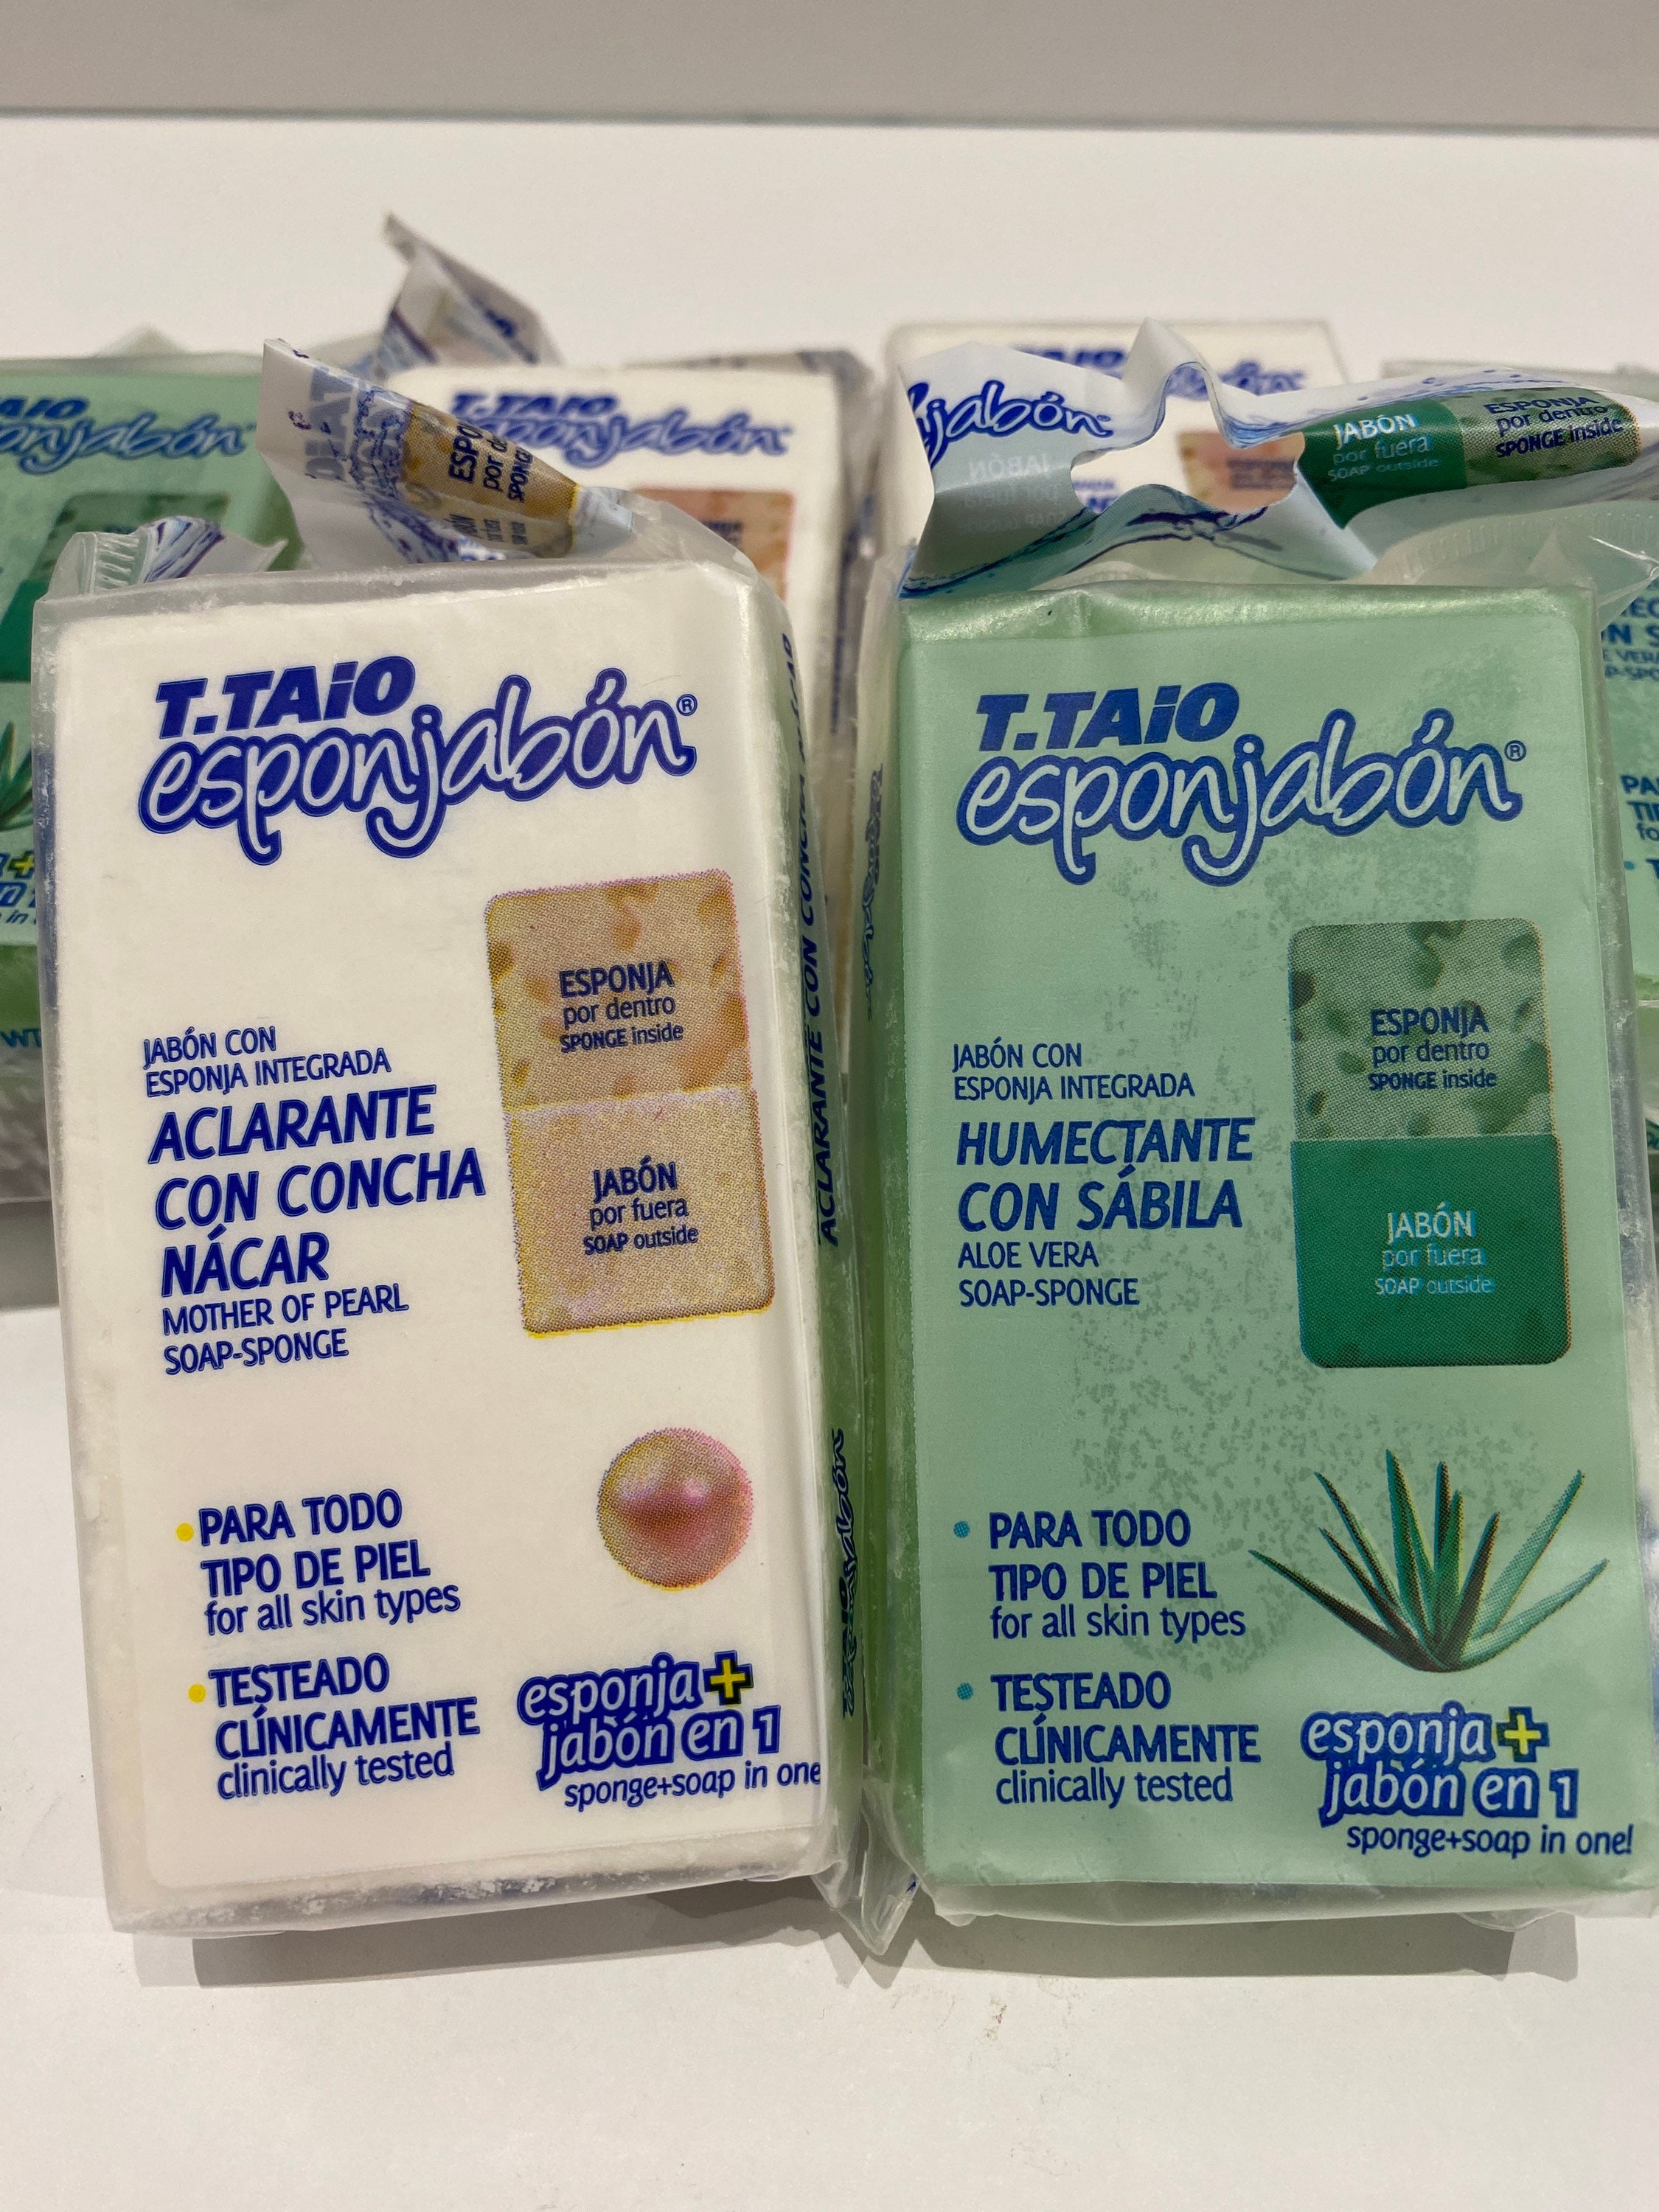 T.TAiO
esponjabón®
ESPONJA
por dentro
SPONGE inside
JABÓN
por fuera
SOAP outside
JABÓN CON
ESPONJA INTEGRADA
ACLARANTE
CON CONCHA
NÁCAR
MOTHER OF PEARL
SOAP-SPONGE
PARA TODO
TIPO DE PIEL
for all skin types
TESTEADO
CLÍNICAMENTE
clinically tested
esponja+
jabón en 1
sponge+soap in one
T.TAiO
esponjabón®
ESPONJA
por dentro
SPONGE inside
JABÓN
por fuera
SOAP outside
JABÓN CON
ESPONJA INTEGRADA
HUMECTANTE
CON SÁBILA
ALOE VERA
SOAP-SPONGE
PARA TODO
TIPO DE PIEL
for all skin types
TESTEADO
CLÍNICAMENTE
clinically tested
esponja+
jabón en 1
sponge+soap in one!
T.TAiO
esponjabón
JABÓN
por fuera
SOAP outside
ESPONJA
por dentro
SPONGE inside